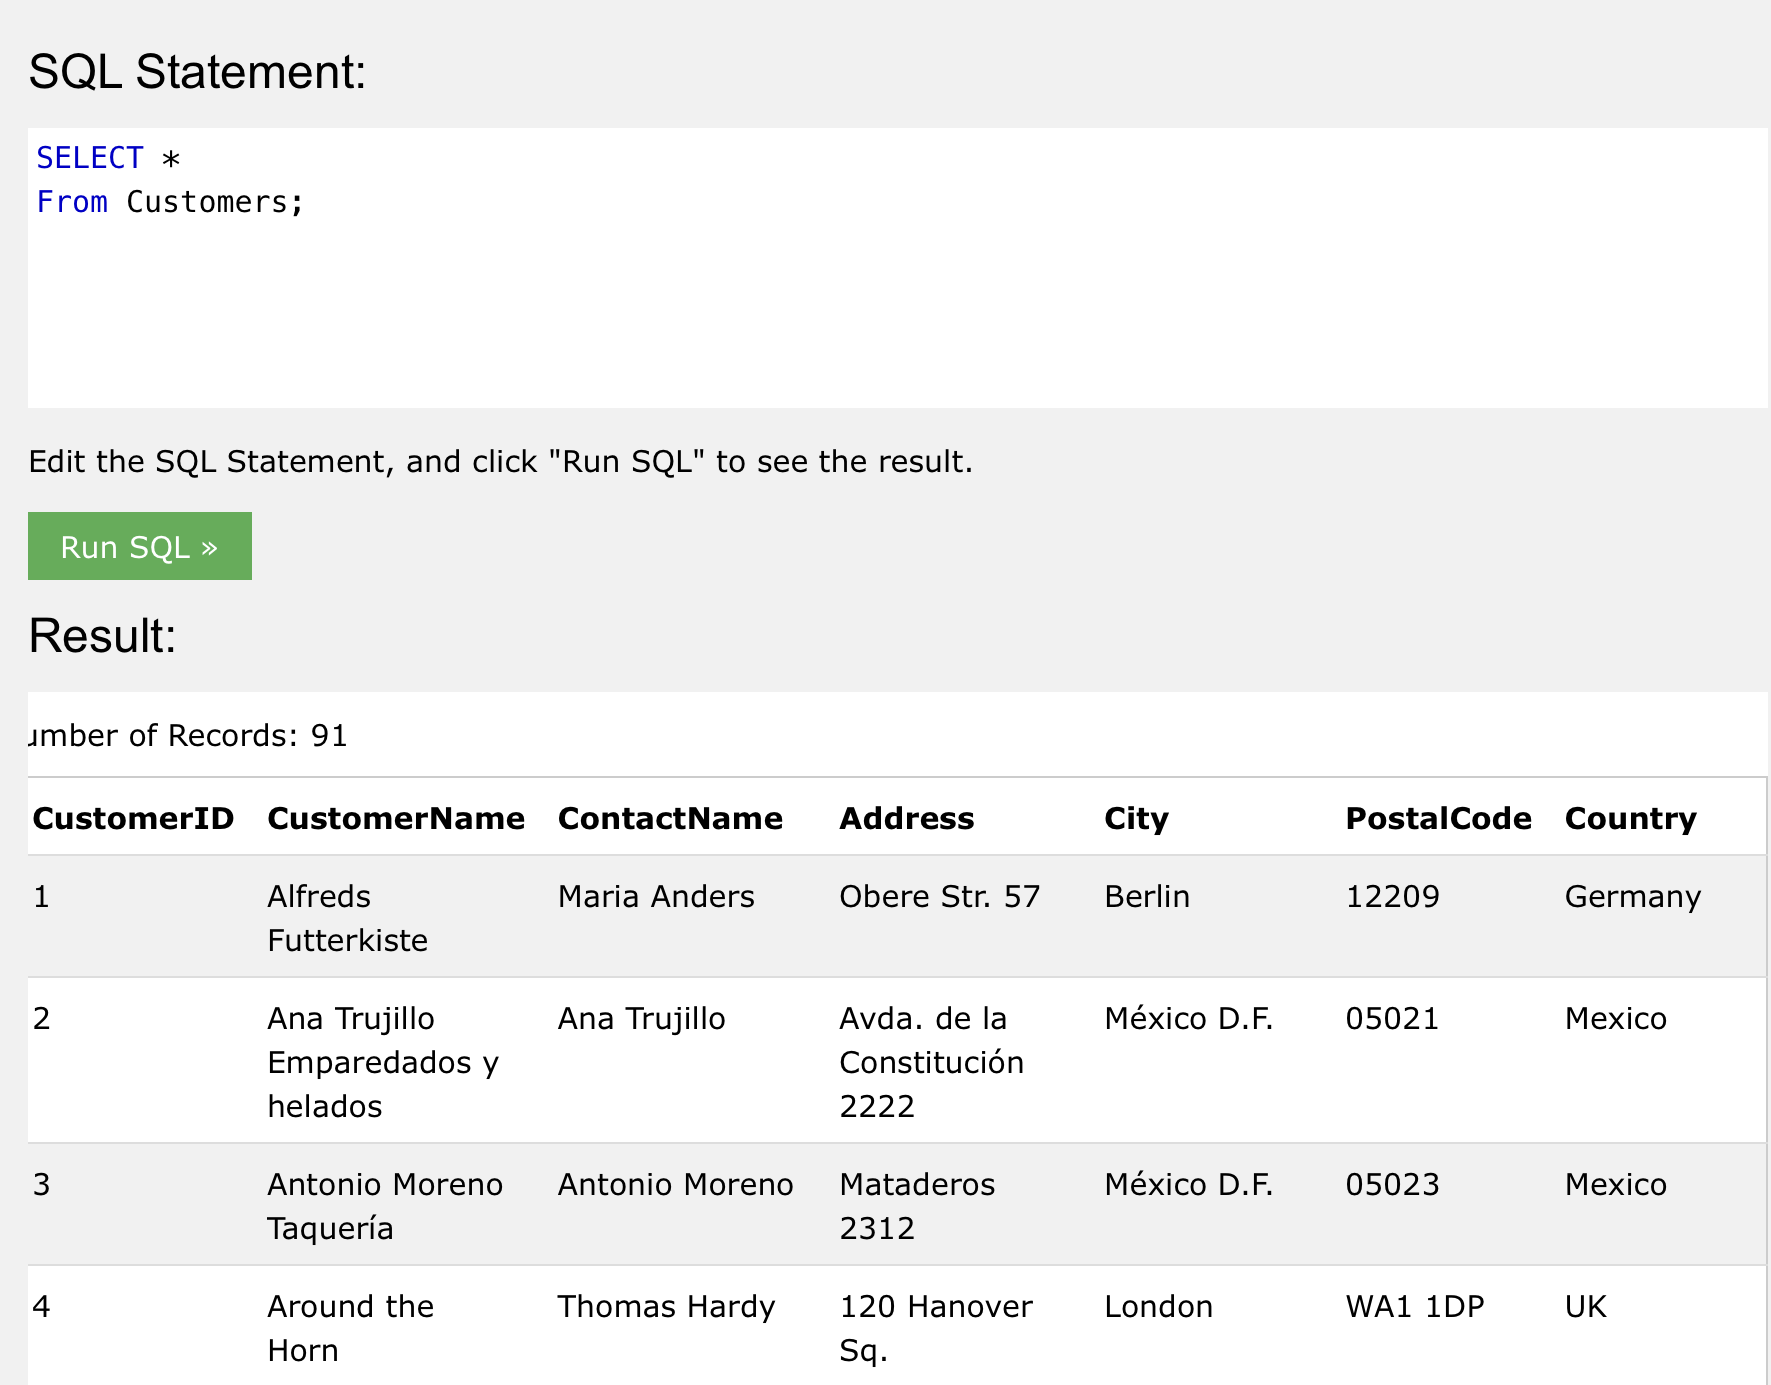 SQL Statement:
SELECT *
From Customers;
Edit the SQL Statement, and click "Run SQL" to see the result.
Run SQL »
Result:
umber of Records: 91
CustomerID CustomerName ContactName Address City PostalCode Country
1 Alfreds Maria Anders Obere Str. 57 Berlin 12209 Germany
Futterkiste
2 Ana Trujillo Ana Trujillo Avda. de la México D.F. 05021 Mexico
Emparedados y Constitución
helados 2222
3 Antonio Moreno Antonio Moreno Mataderos México D.F. 05023 Mexico
Taquería 2312
4 Around the Thomas Hardy 120 Hanover London WA1 1DP UK
Horn Sq.